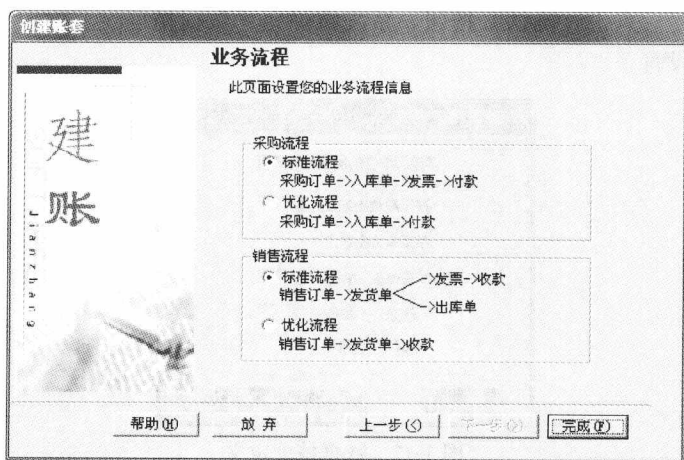 创建账套
建
账
Jianzhang
业务流程
此页面设置您的业务流程信息
采购流程
标准流程
采购订单->入库单->发票->付款
优化流程
采购订单->入库单->付款
销售流程
标准流程
销售订单->发货单
->发票->收款
->出库单
优化流程
销售订单->发货单->收款
帮助(H) 放弃 上一步(<) 下一步(>) 完成(F)